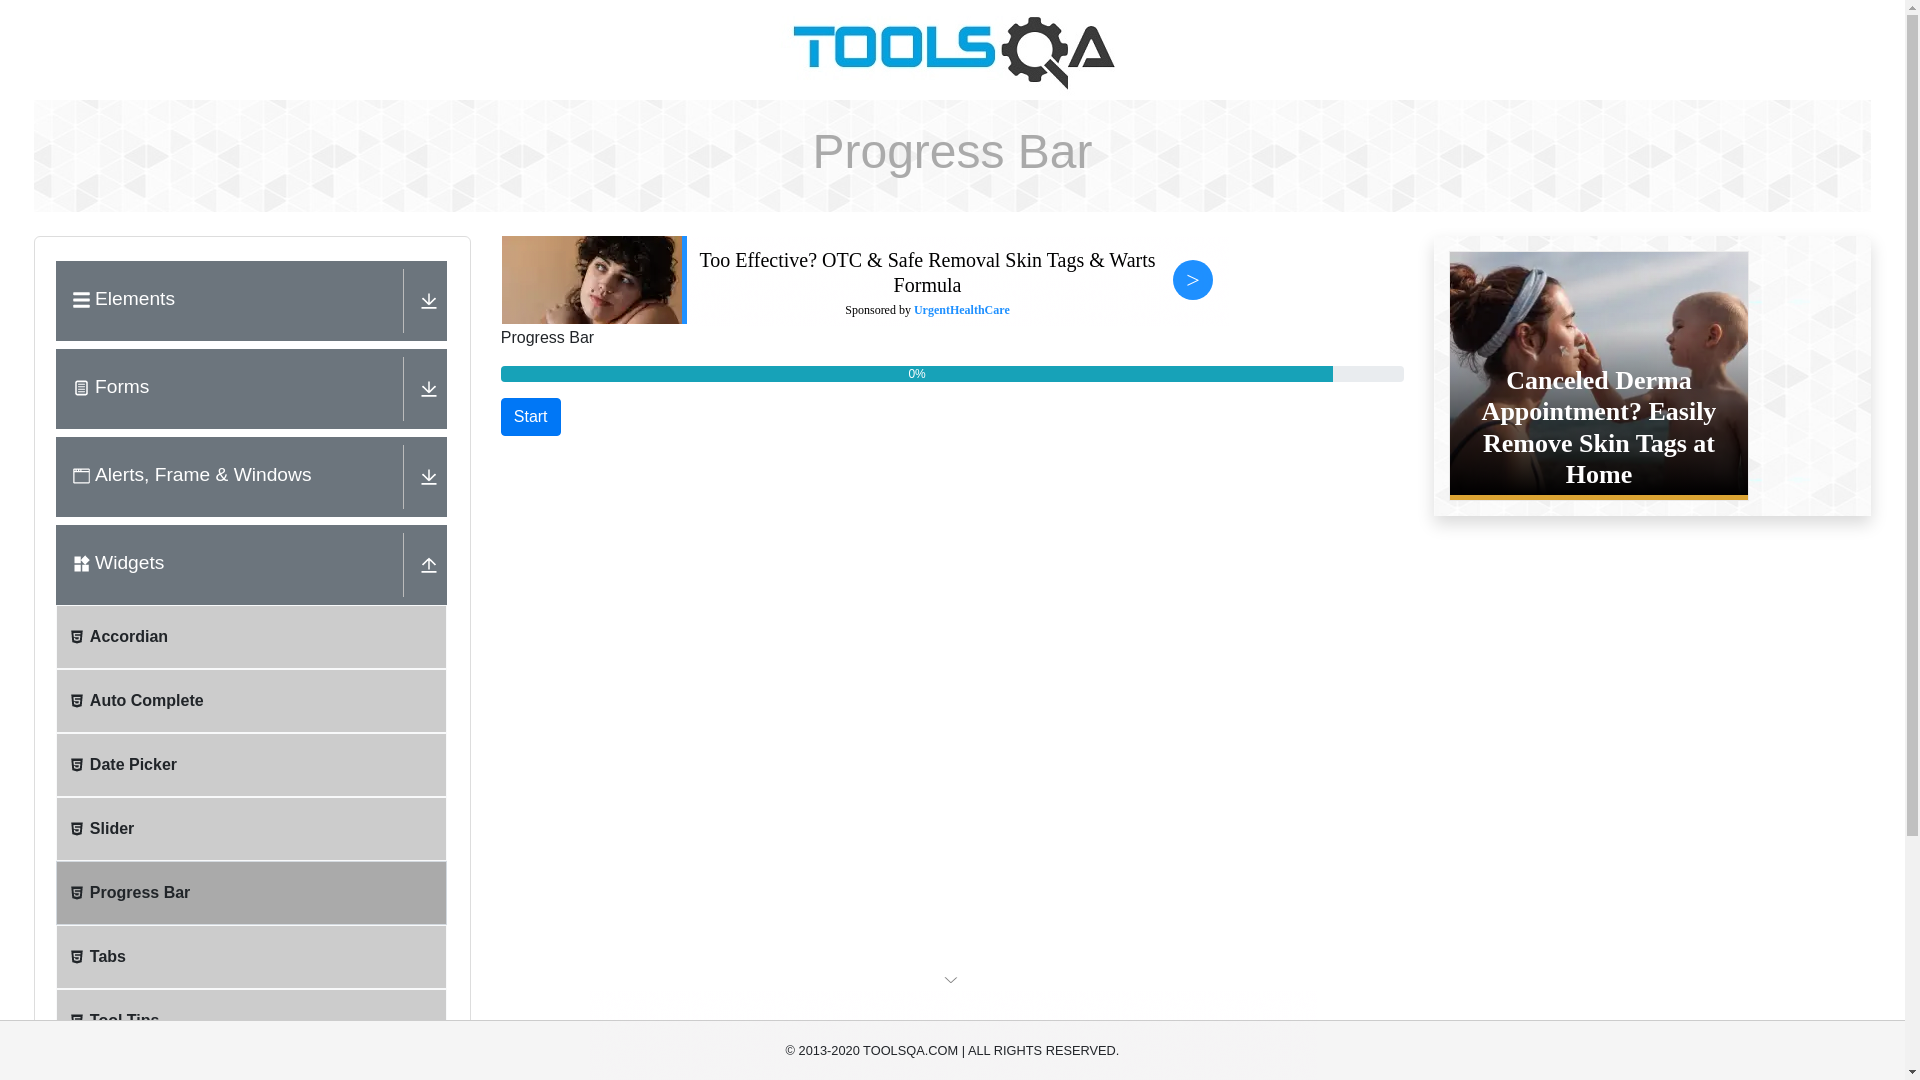 TOOLSQA
Progress Bar
Elements
Forms
Alerts, Frame & Windows
Widgets
Accordian
Auto Complete
Date Picker
Slider
Progress Bar
Tabs
Tool Tips
Too Effective? OTC & Safe Removal Skin Tags & Warts
Formula
Sponsored by UrgentHealthCare
>
Progress Bar
0%
Start
Canceled Derma
Appointment? Easily
Remove Skin Tags at
Home
© 2013-2020 TOOLSQA.COM | ALL RIGHTS RESERVED.